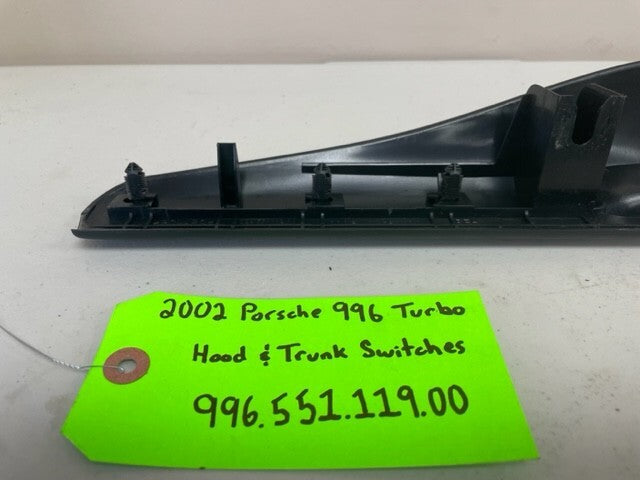 2002 Porsche 996 Turbo
Hood & Trunk Switches
996.551.119.00